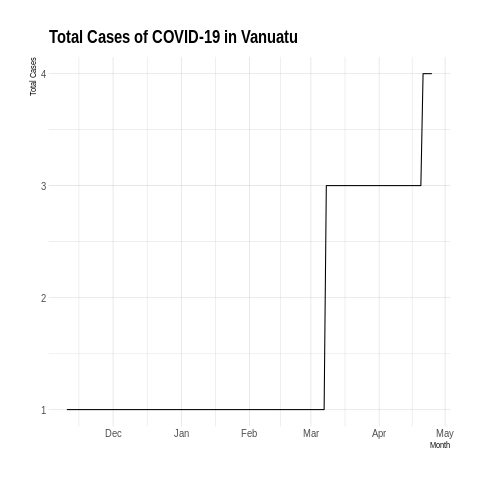 Total Cases of COVID-19 in Vanuatu
Total Cases
4
3
2
1
Dec Jan Feb Mar Apr May
Month